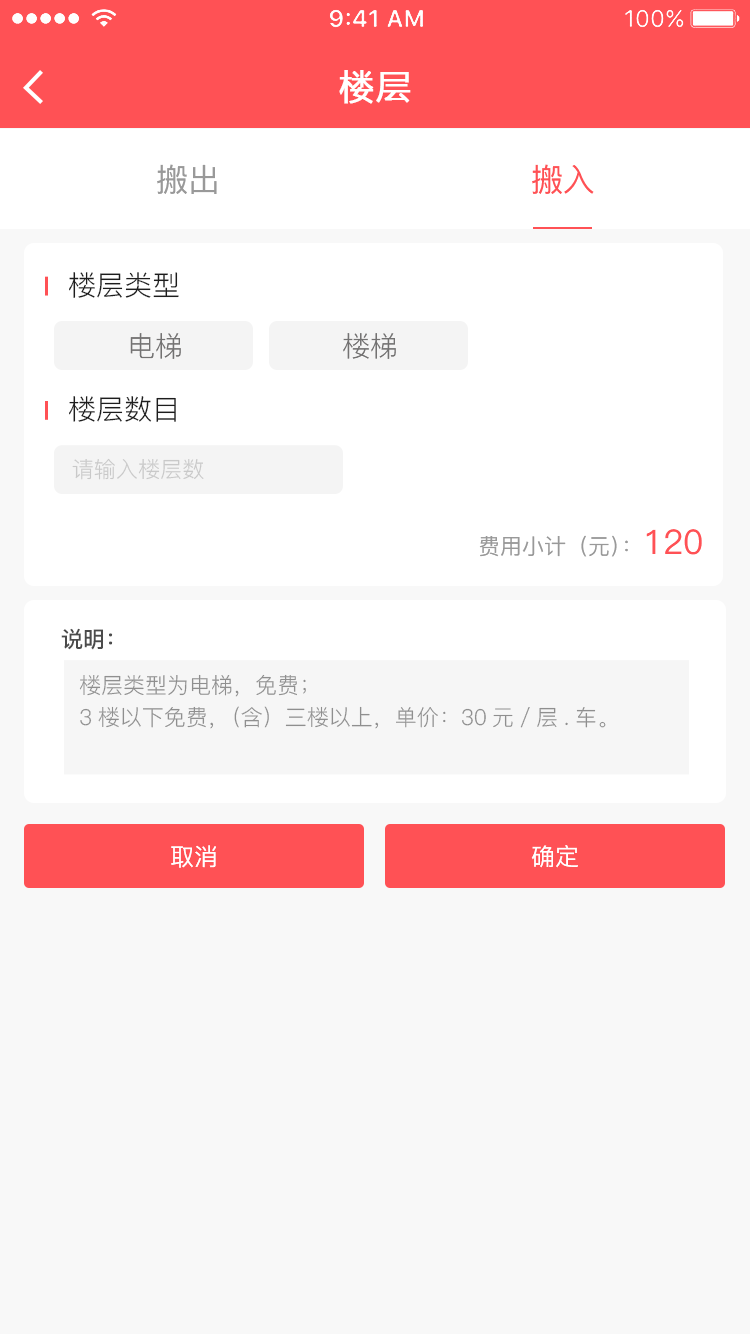 9:41 AM
100%
楼层
搬出
搬入
楼层类型
电梯
楼梯
楼层数目
请输入楼层数
费用小计（元）：120
说明：
楼层类型为电梯，免费；
3 楼以下免费，（含）三楼以上，单价：30 元 / 层 . 车。
取消
确定